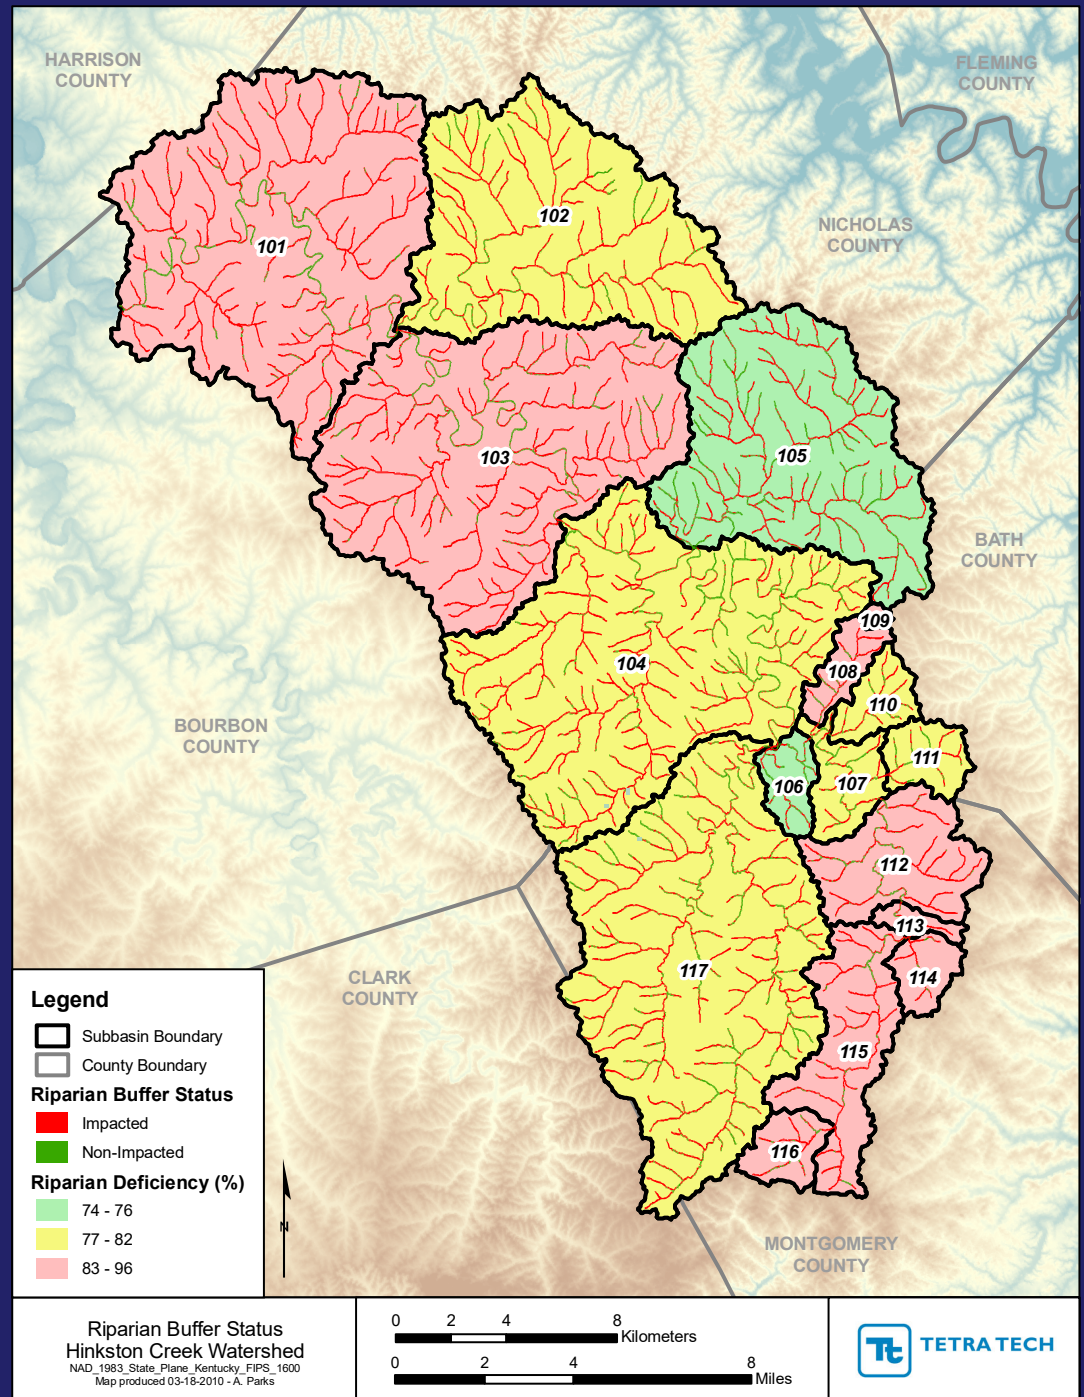 HARRISON
COUNTY
FLEMING
COUNTY
NICHOLAS
COUNTY
BATH
COUNTY
BOURBON
COUNTY
CLARK
COUNTY
MONTGOMERY
COUNTY
101
102
103
105
104
109
108
110
111
107
106
112
113
114
117
115
116
Legend
Subbasin Boundary
County Boundary
Riparian Buffer Status
Impacted
Non-Impacted
Riparian Deficiency (%)
74 - 76
77 - 82
83 - 96
N
Riparian Buffer Status
Hinkston Creek Watershed
NAD_1983_State_Plane_Kentucky_FIPS_1600
Map produced 03-18-2010 - A. Parks
0 2 4 8
Kilometers
0 2 4 8
Miles
Tt TETRA TECH